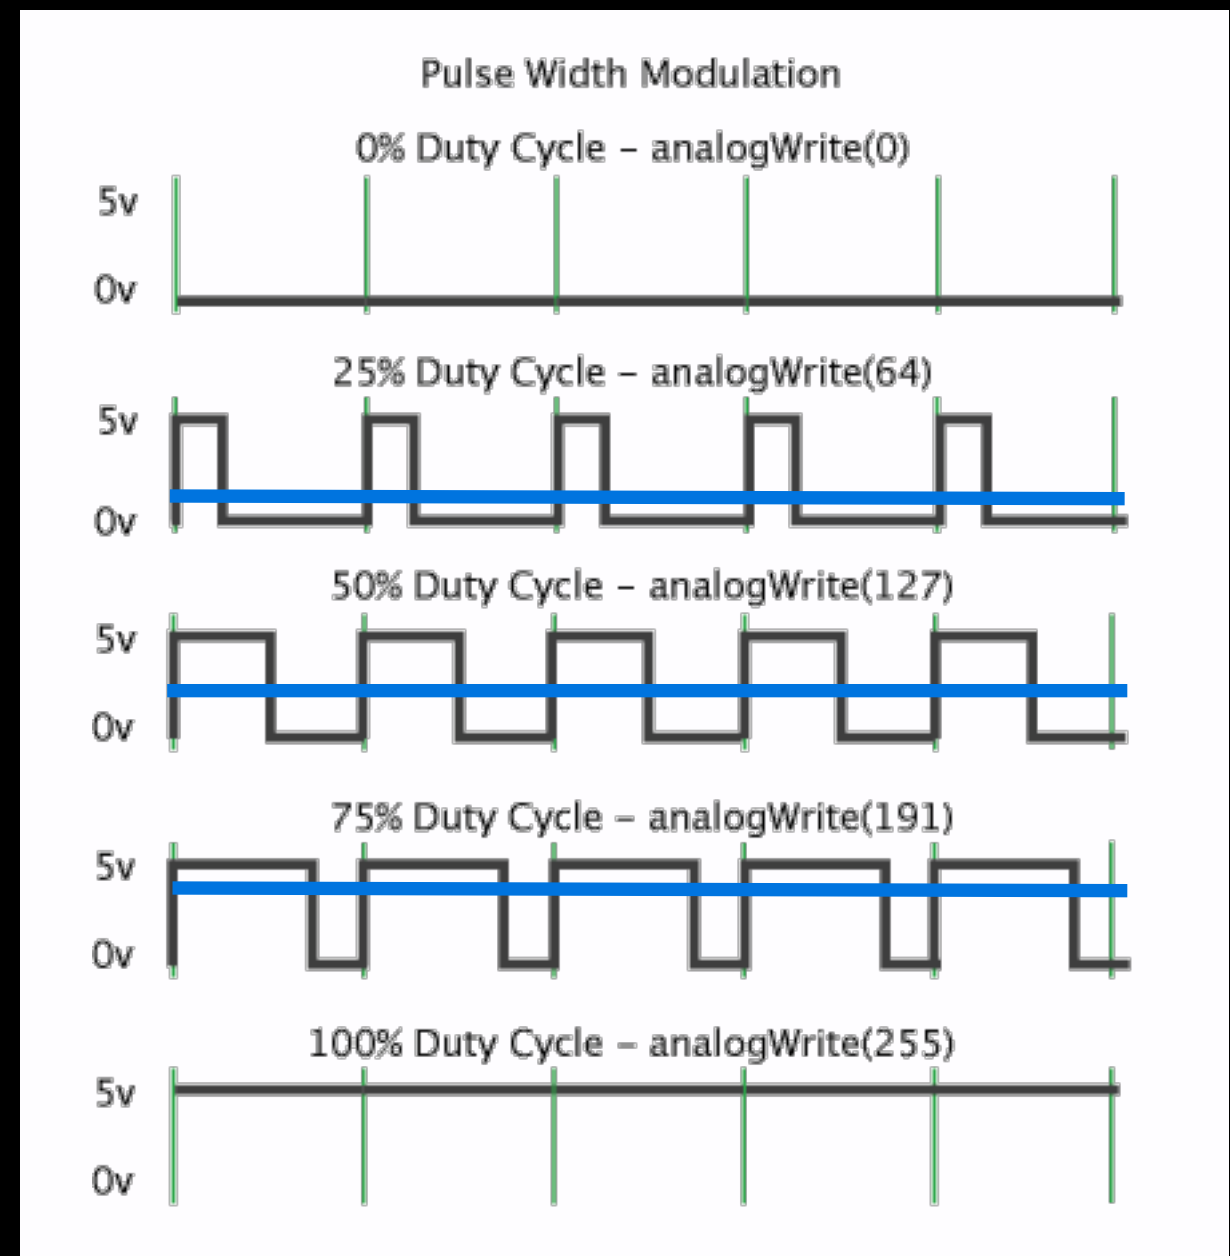 Pulse Width Modulation
0% Duty Cycle – analogWrite(0)
5v
0v
25% Duty Cycle – analogWrite(64)
5v
0v
50% Duty Cycle – analogWrite(127)
5v
0v
75% Duty Cycle – analogWrite(191)
5v
0v
100% Duty Cycle – analogWrite(255)
5v
0v